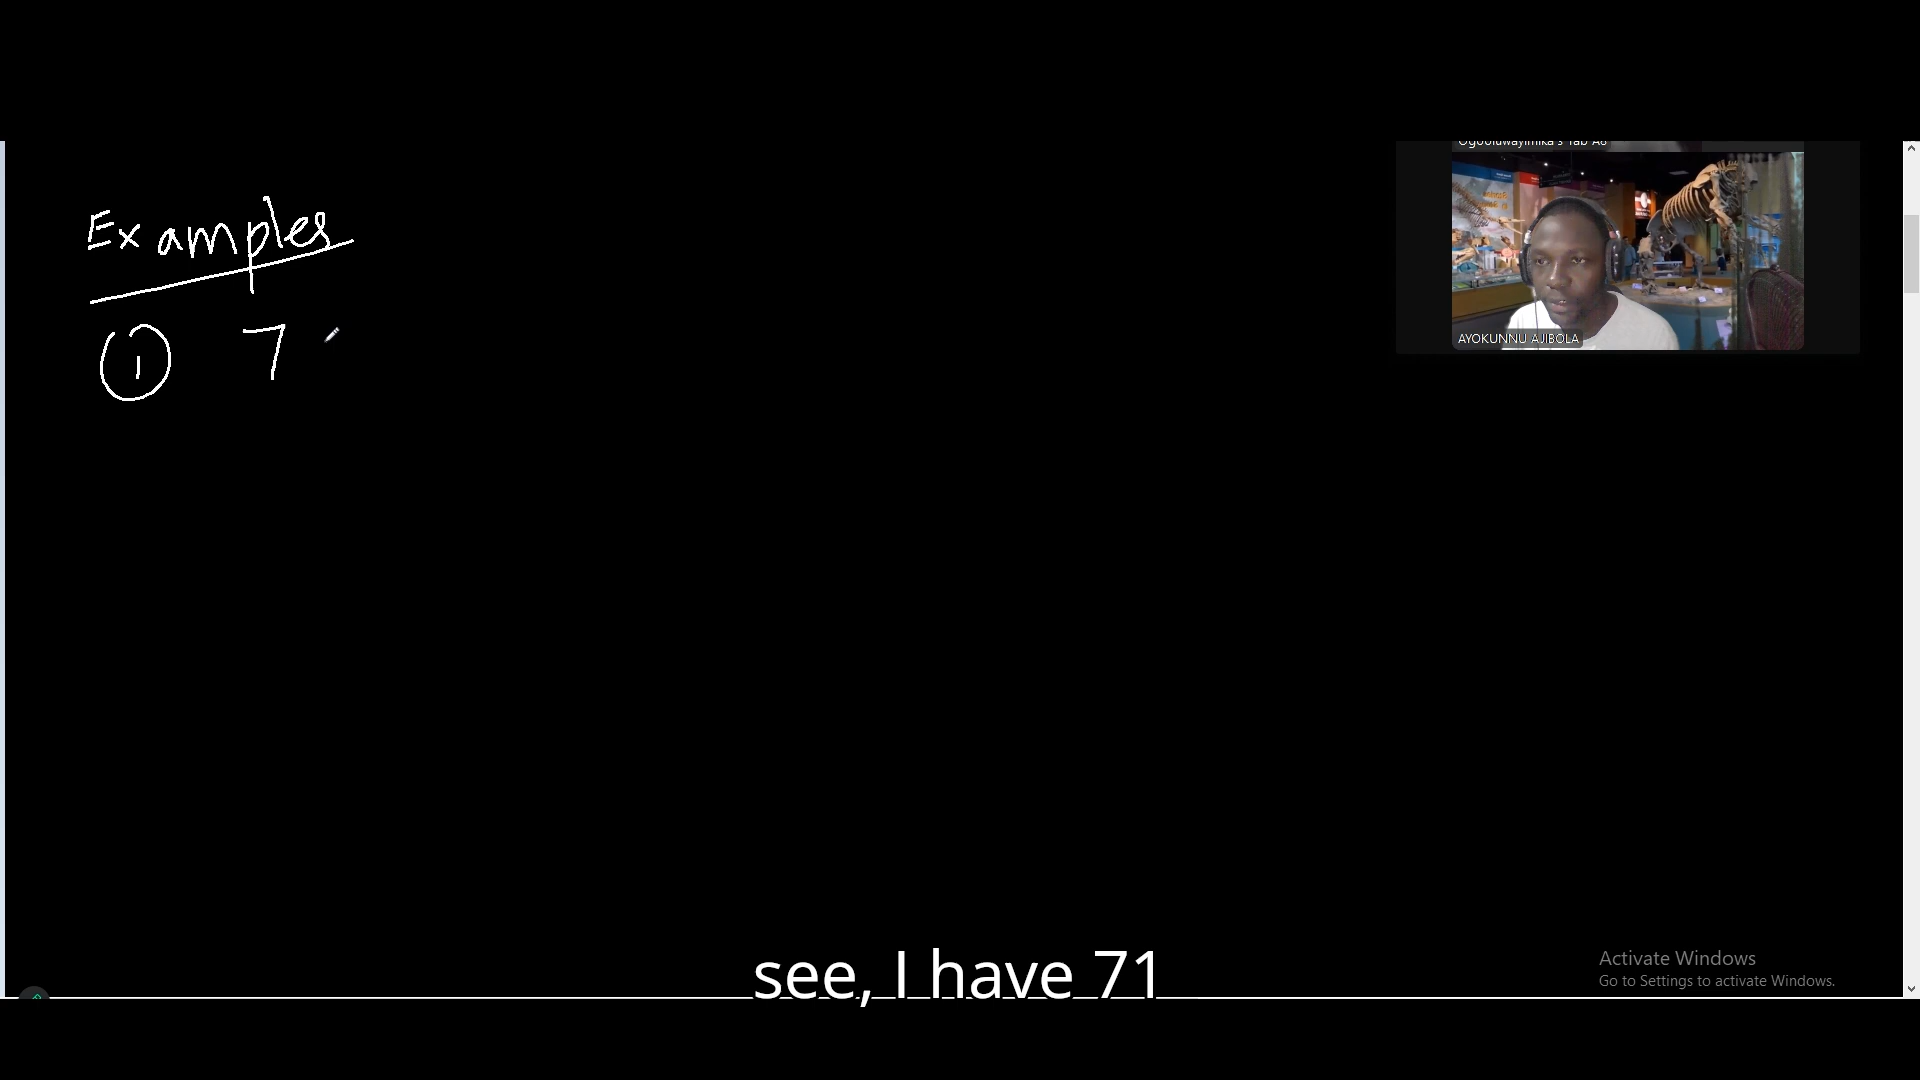 Examples
① 7
AYOKUNNU AJIBOLA
see, I have 71
Activate Windows
Go to Settings to activate Windows.